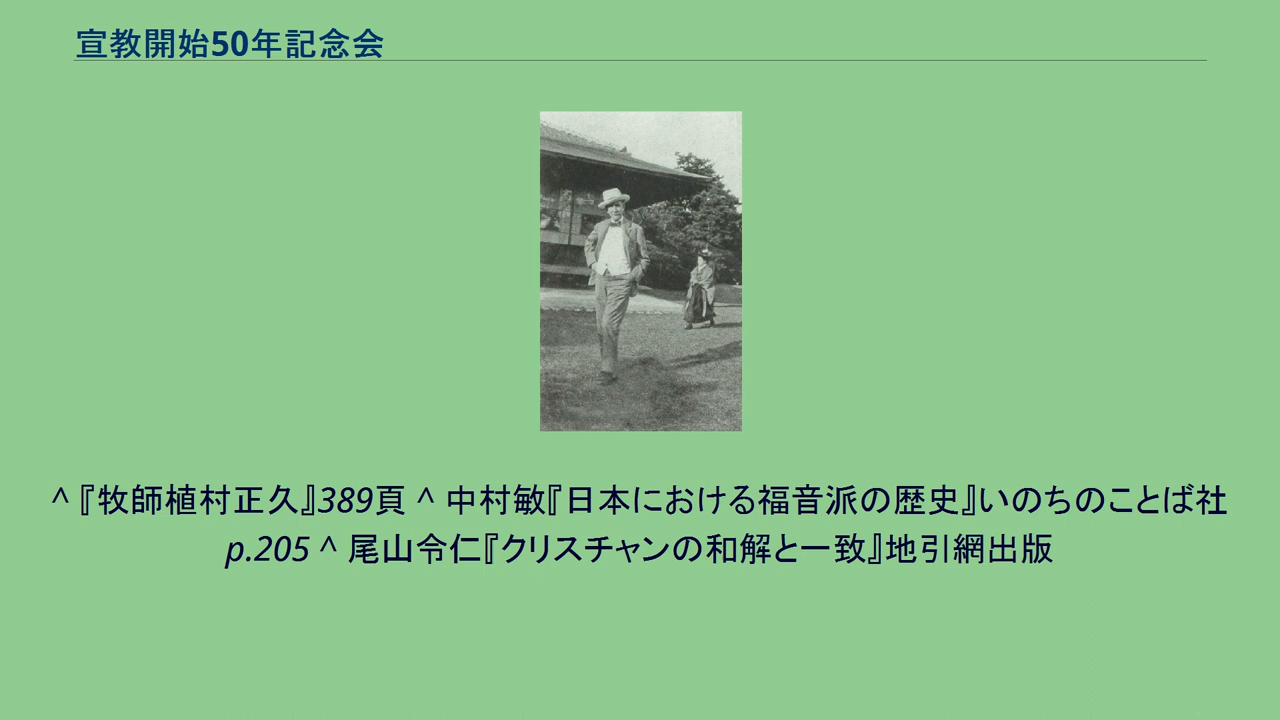 宣教開始50年記念会
^ 『牧師植村正久』389頁 ^ 中村敏『日本における福音派の歴史』いのちのことば社
p.205 ^ 尾山令仁『クリスチャンの和解と一致』地引網出版